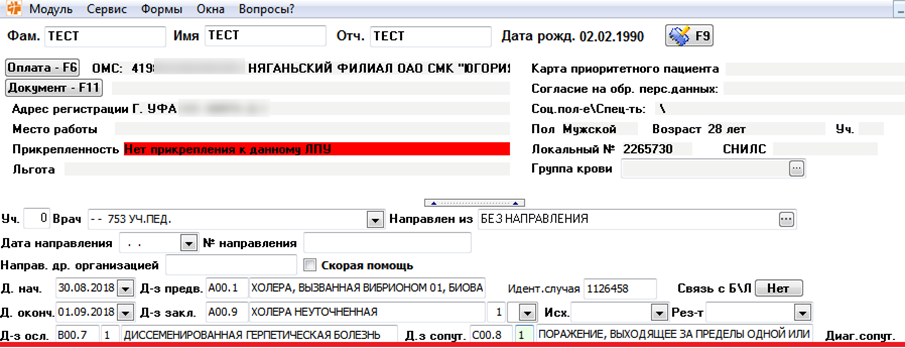 Модуль Сервис Формы Окна Вопросы?
Фам. ТЕСТ Имя ТЕСТ Отч. ТЕСТ Дата рожд. 02.02.1990 F9
Оплата - F6 ОМС: 419 НЯГАНЬСКИЙ ФИЛИАЛ ОАО СМК "ЮГОРИЯ Карта приоритетного пациента
Документ - F11 Согласие на обр. перс.данных:
Адрес регистрации Г. УФА Соц.пол-е\Спец-ть: \
Место работы Пол Мужской Возраст 28 лет Уч.
Прикрепленность Нет прикрепления к данному ЛПУ Локальный № 2265730 СНИЛС
Льгота Группа крови ...
Уч. 0 Врач -- 753 УЧ.ПЕД. Направлен из БЕЗ НАПРАВЛЕНИЯ ...
Дата направления . . № направления
Направ. др. организацией Скорая помощь
Д. нач. 30.08.2018 Д-з предв. A00.1 ХОЛЕРА, ВЫЗВАННАЯ ВИБРИОНОМ 01, БИОВА Идент.случая 1126458 Связь с Б\Л Нет
Д. оконч. 01.09.2018 Д-з закл. A00.9 ХОЛЕРА НЕУТОЧНЕННАЯ 1 Исх. Рез-т
Д-з осл. B00.7 1 ДИССЕМЕНИРОВАННАЯ ГЕРПЕТИЧЕСКАЯ БОЛЕЗНЬ Д.з сопут. C00.8 1 ПОРАЖЕНИЕ, ВЫХОДЯЩЕЕ ЗА ПРЕДЕЛЫ ОДНОЙ ИЛИ Диаг.сопут.